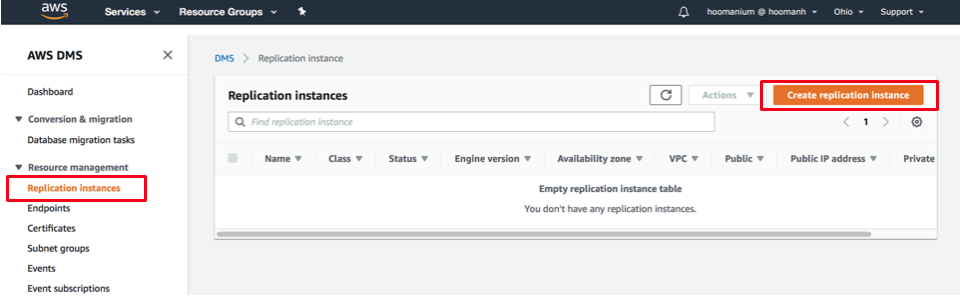 aws
Services
Resource Groups
hoomanium @ hoomanh
Ohio
Support
AWS DMS
Dashboard
Conversion & migration
Database migration tasks
Resource management
Replication instances
Endpoints
Certificates
Subnet groups
Events
Event subscriptions
DMS
Replication instance
Replication instances
Actions
Create replication instance
Find replication instance
1
Name
Class
Status
Engine version
Availability zone
VPC
Public
Public IP address
Private
Empty replication instance table
You don't have any replication instances.